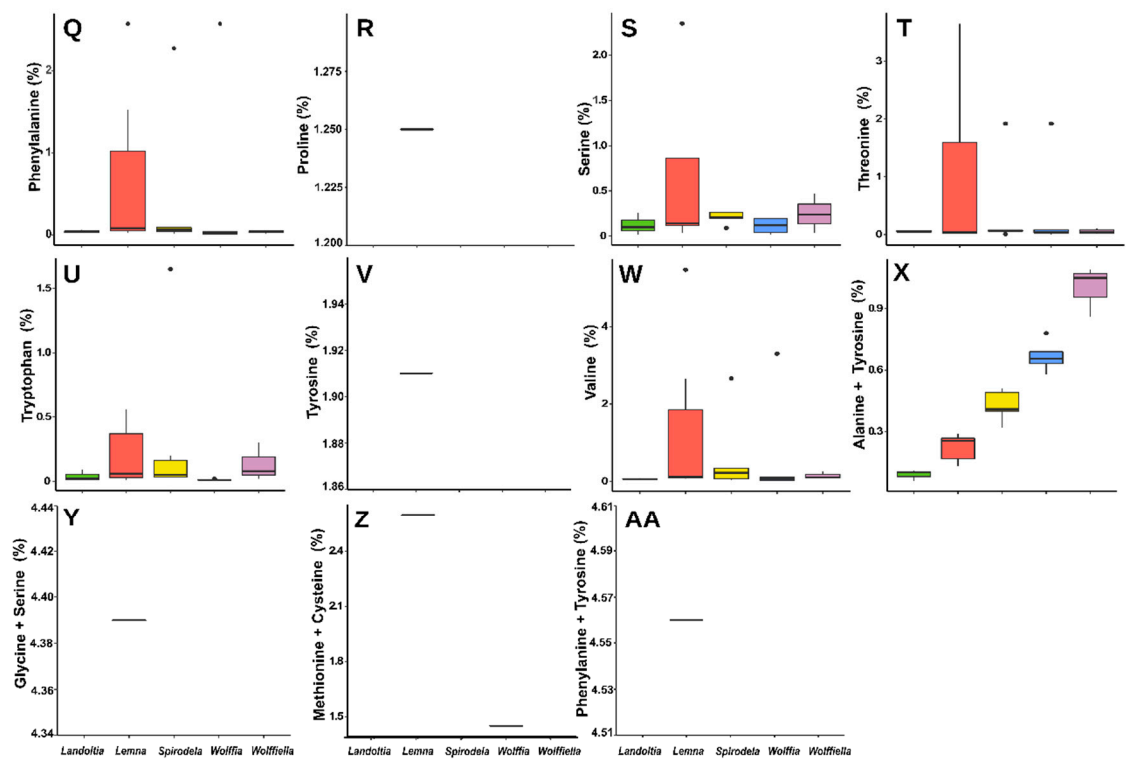 Q
Phenylalanine (%)
2
1
0
R
Proline (%)
1.275
1.250
1.225
1.200
S
Serine (%)
2.0
1.5
1.0
0.5
0
T
Threonine (%)
3
2
1
0
U
Tryptophan (%)
1.5
1.0
0.5
0
V
Tyrosine (%)
1.94
1.92
1.90
1.88
1.86
W
Valine (%)
4
2
0
X
Alanine + Tyrosine (%)
0.9
0.6
0.3
Y
Glycine + Serine (%)
4.44
4.42
4.40
4.38
4.36
4.34
Landoltia Lemna Spirodela Wolffia Wolffiella
Z
Methionine + Cysteine (%)
2.4
2.1
1.8
1.5
Landoltia Lemna Spirodela Wolffia Wolffiella
AA
Phenylanine + Tyrosine (%)
4.61
4.59
4.57
4.55
4.53
4.51
Landoltia Lemna Spirodela Wolffia Wolffiella